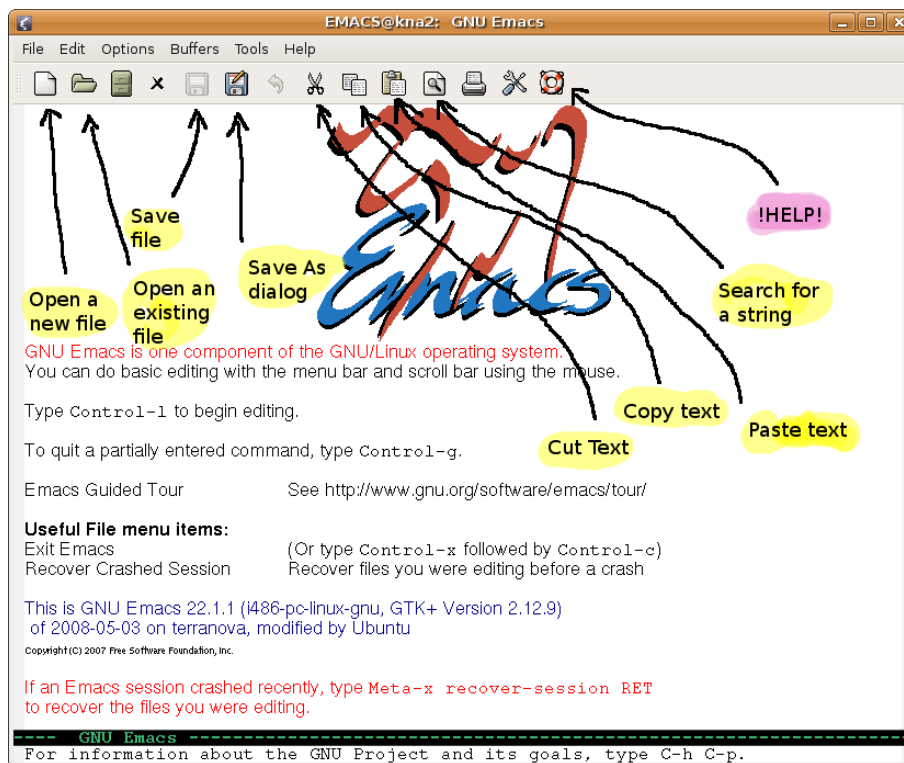 EMACS@kna2: GNU Emacs
File Edit Options Buffers Tools Help
Save
file
!HELP!
Open a
new file
Open an
existing
file
Save As
dialog
Search for
a string
GNU
Emacs
GNU Emacs is one component of the GNU/Linux operating system.
You can do basic editing with the menu bar and scroll bar using the mouse.
Copy text
Type Control-l to begin editing.
Paste text
Cut Text
To quit a partially entered command, type Control-g.
Emacs Guided Tour See http://www.gnu.org/software/emacs/tour/
Useful File menu items:
Exit Emacs (Or type Control-x followed by Control-c)
Recover Crashed Session Recover files you were editing before a crash
This is GNU Emacs 22.1.1 (i486-pc-linux-gnu, GTK+ Version 2.12.9)
of 2008-05-03 on terranova, modified by Ubuntu
Copyright (C) 2007 Free Software Foundation, Inc.
If an Emacs session crashed recently, type Meta-x recover-session RET
to recover the files you were editing.
---- GNU Emacs ----
For information about the GNU Project and its goals, type C-h C-p.